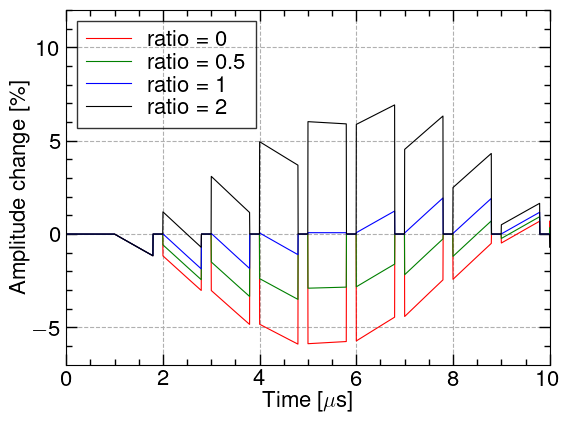 ratio = 0
ratio = 0.5
ratio = 1
ratio = 2
Amplitude change [%]
10
5
0
−5
0 2 4 6 8 10
Time [μs]